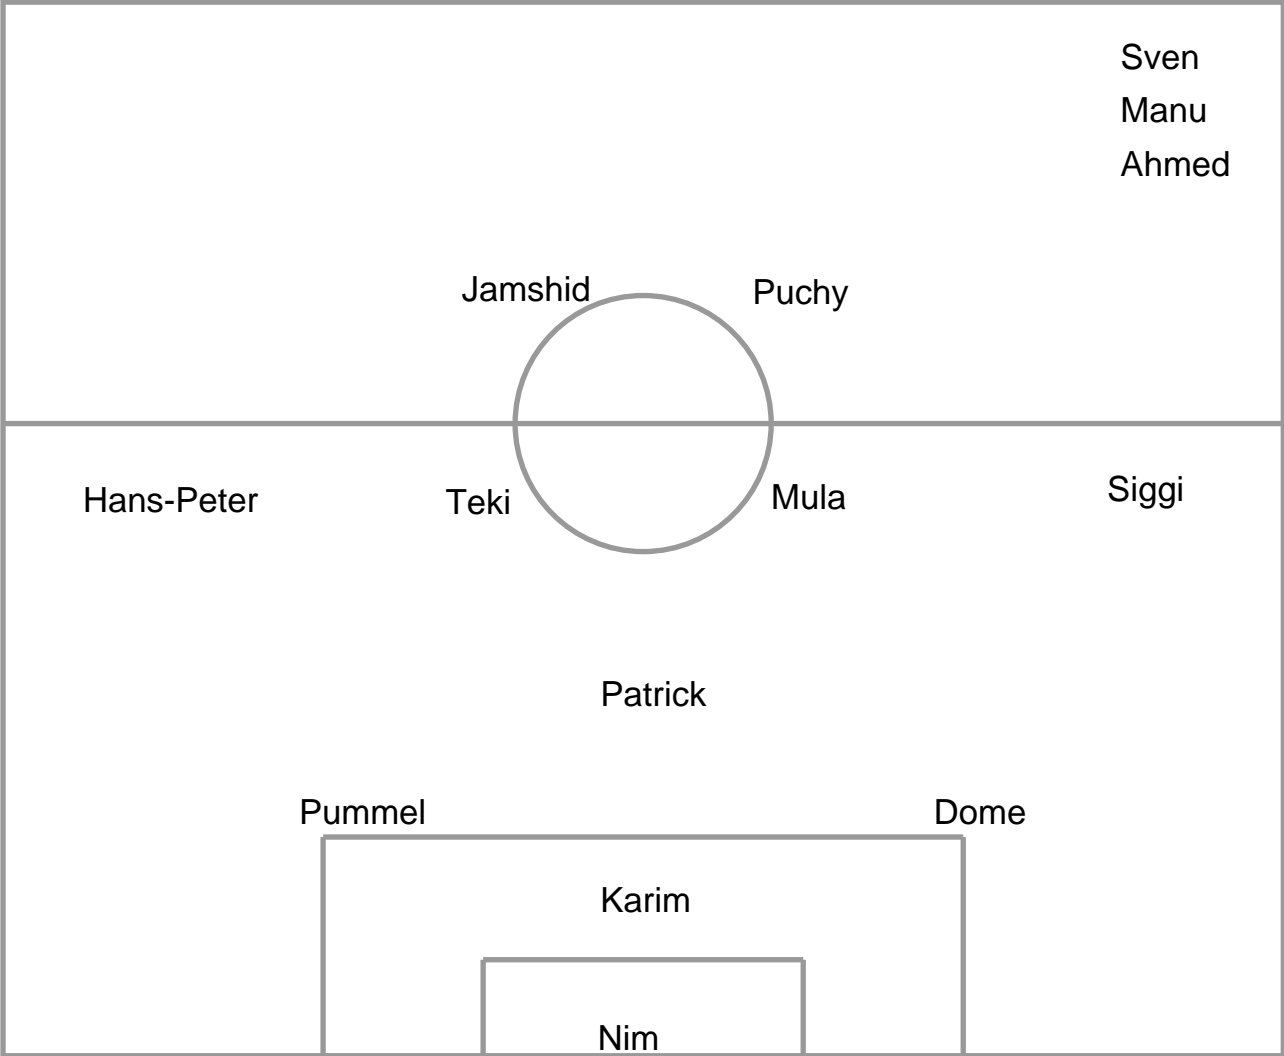 Sven
Manu
Ahmed
Jamshid
Puchy
Hans-Peter
Teki
Mula
Siggi
Patrick
Pummel
Dome
Karim
Nim